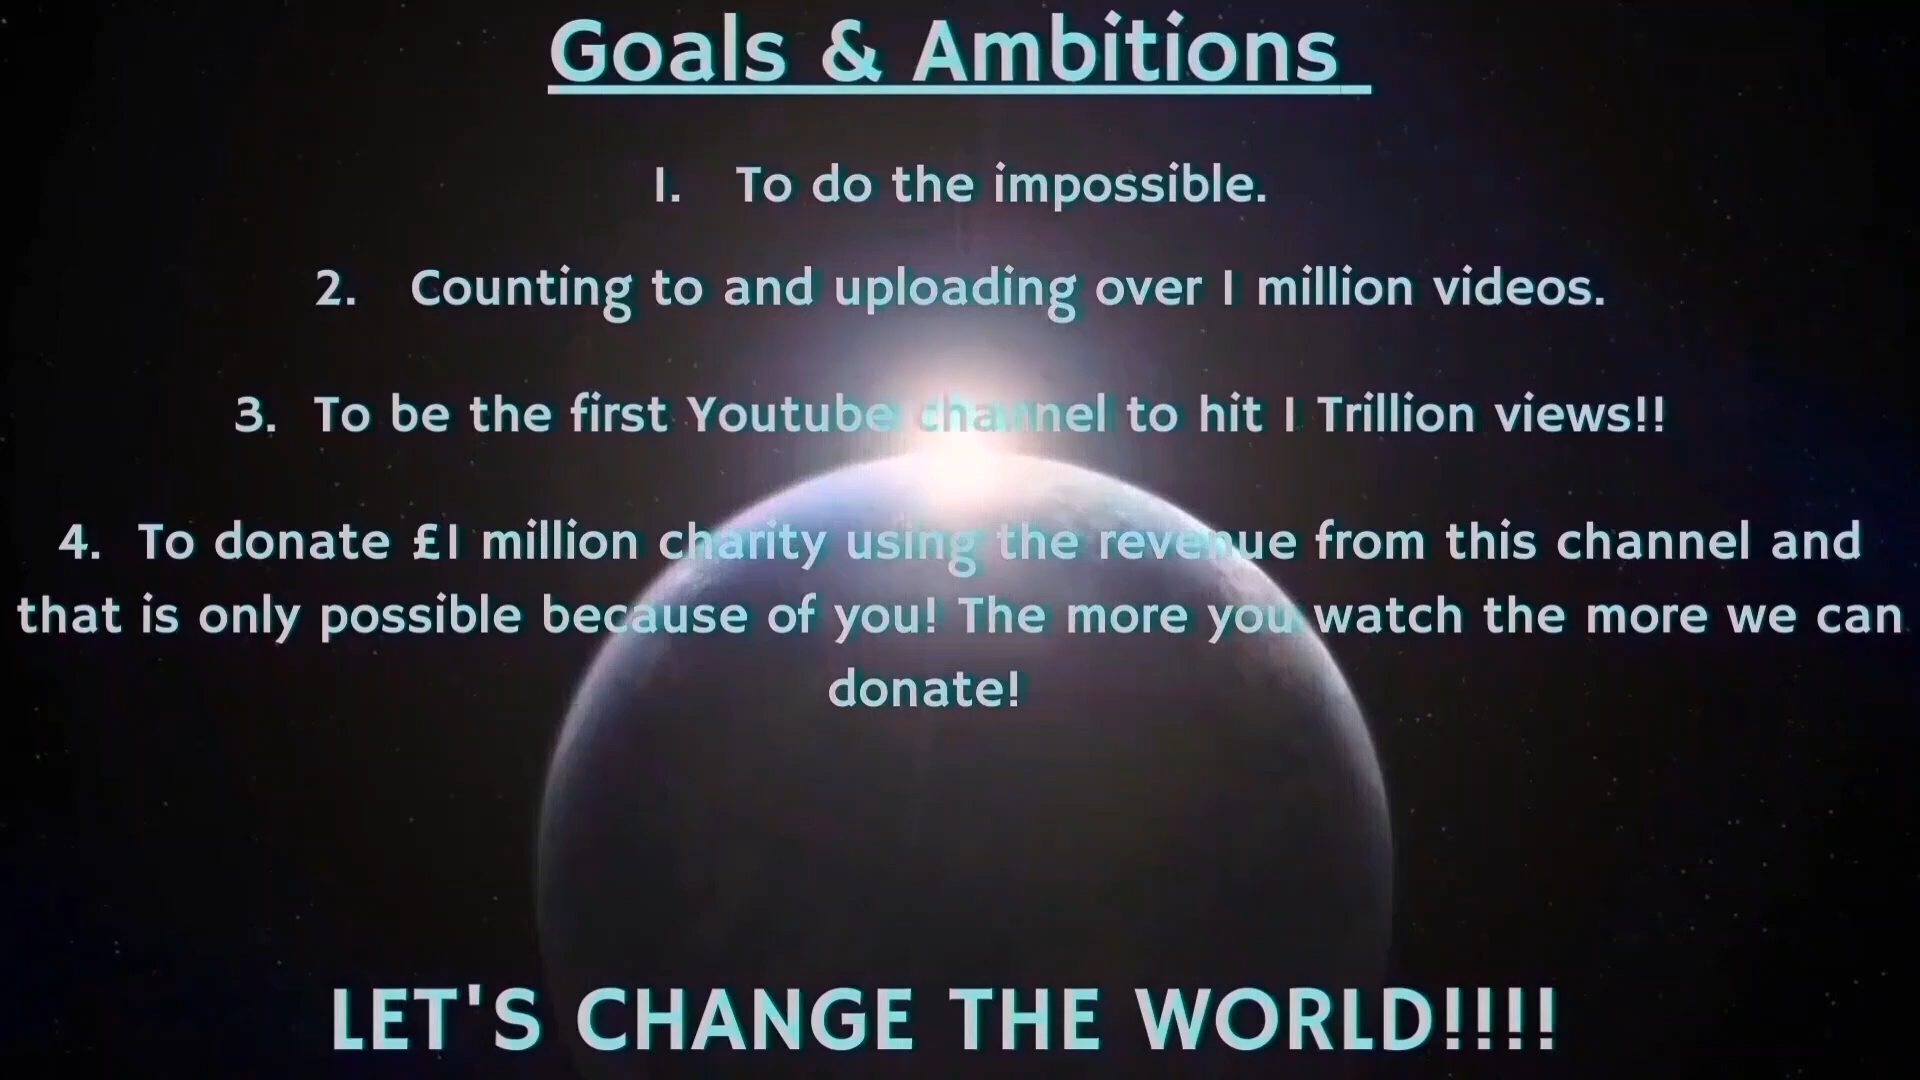 Goals & Ambitions
1. To do the impossible.
2. Counting to and uploading over 1 million videos.
3. To be the first Youtube channel to hit 1 Trillion views!!
4. To donate £1 million charity using the revenue from this channel and
that is only possible because of you! The more you watch the more we can
donate!
LET'S CHANGE THE WORLD!!!!